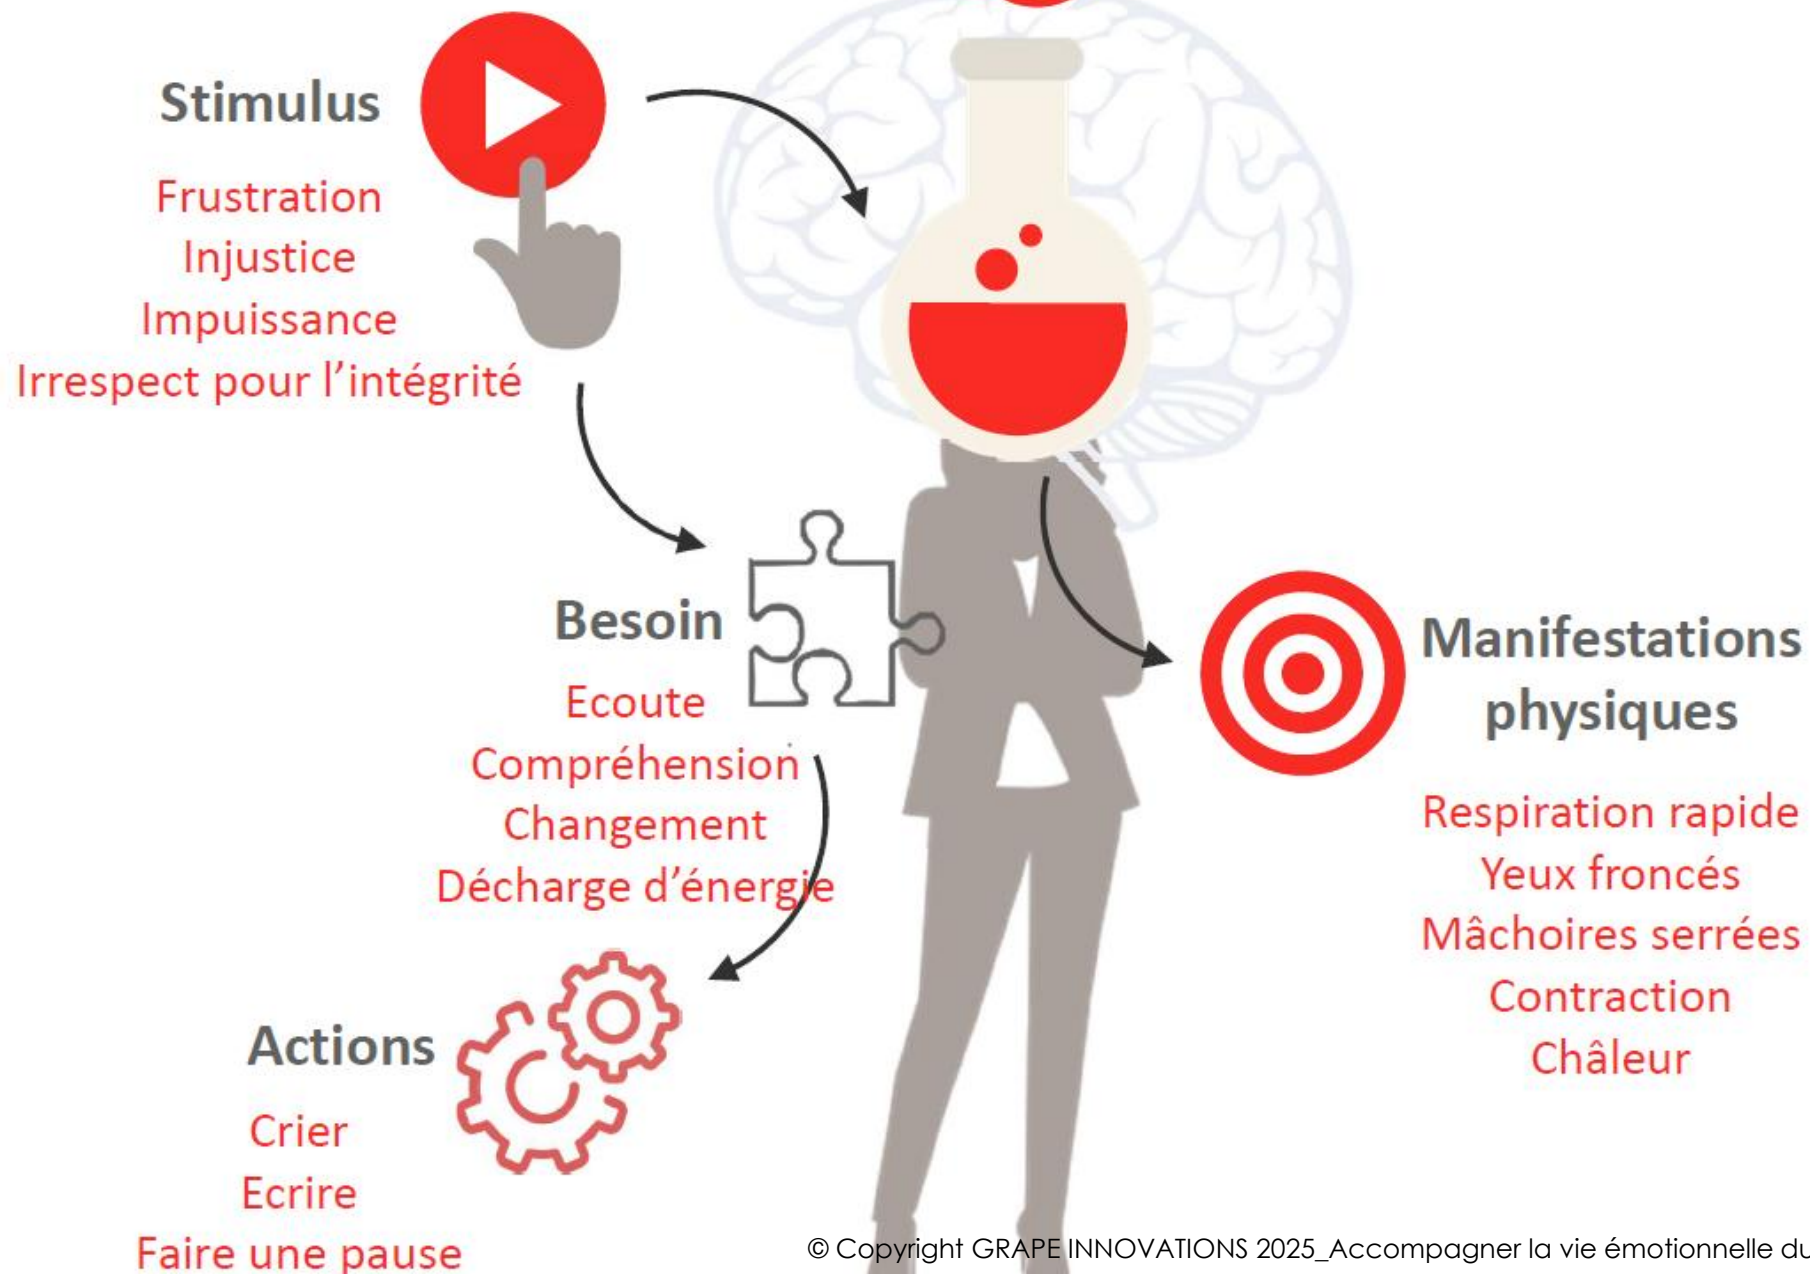 Stimulus
Frustration
Injustice
Impuissance
Irrespect pour l'intégrité
Besoin
Ecoute
Compréhension
Changement
Décharge d'énergie
Manifestations
physiques
Respiration rapide
Yeux froncés
Mâchoires serrées
Contraction
Châleur
Actions
Crier
Ecrire
Faire une pause
© Copyright GRAPE INNOVATIONS 2025_Accompagner la vie émotionnelle du